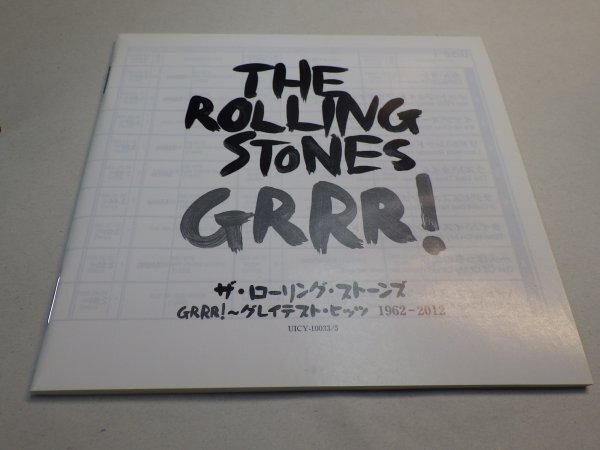 THE
ROLLING
STONES
GRRR!
ザ・ローリング・ストーンズ
GRRR!~グレイテスト・ヒッツ 1962-2012
UICY-10033/5